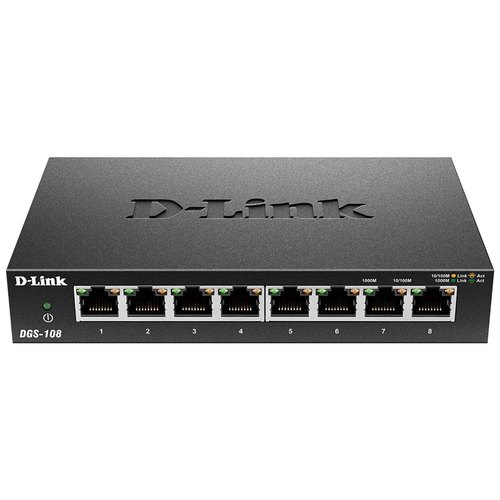 D-Link
D-Link
1000M 10/100M 10/100M Link Act
1000M Link Act
DGS-108
1 2 3 4 5 6 7 8